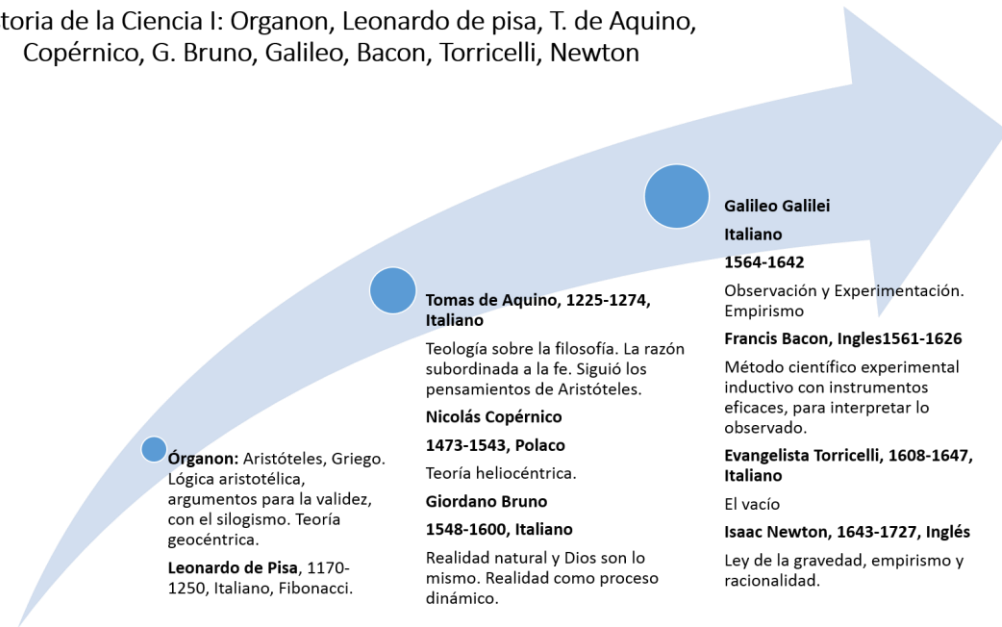 toria de la Ciencia I: Organon, Leonardo de pisa, T. de Aquino,
Copérnico, G. Bruno, Galileo, Bacon, Torricelli, Newton
Órganon: Aristóteles, Griego.
Lógica aristotélica,
argumentos para la validez,
con el silogismo. Teoría
geocéntrica.
Leonardo de Pisa, 1170-
1250, Italiano, Fibonacci.
Tomas de Aquino, 1225-1274,
Italiano
Teología sobre la filosofía. La razón
subordinada a la fe. Siguió los
pensamientos de Aristóteles.
Nicolás Copérnico
1473-1543, Polaco
Teoría heliocéntrica.
Giordano Bruno
1548-1600, Italiano
Realidad natural y Dios son lo
mismo. Realidad como proceso
dinámico.
Galileo Galilei
Italiano
1564-1642
Observación y Experimentación.
Empirismo
Francis Bacon, Ingles1561-1626
Método científico experimental
inductivo con instrumentos
eficaces, para interpretar lo
observado.
Evangelista Torricelli, 1608-1647,
Italiano
El vacío
Isaac Newton, 1643-1727, Inglés
Ley de la gravedad, empirismo y
racionalidad.